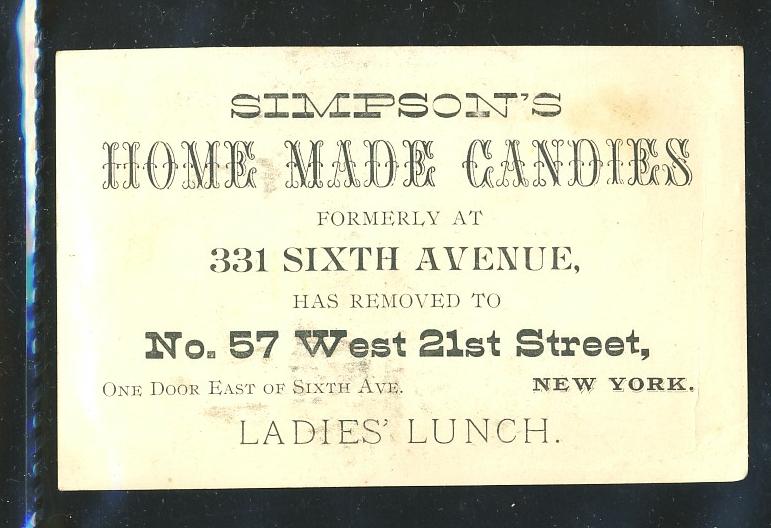 SIMPSON'S
HOME MADE CANDIES
FORMERLY AT
331 SIXTH AVENUE,
HAS REMOVED TO
No. 57 West 21st Street,
ONE DOOR EAST OF SIXTH AVE. NEW YORK.
LADIES' LUNCH.